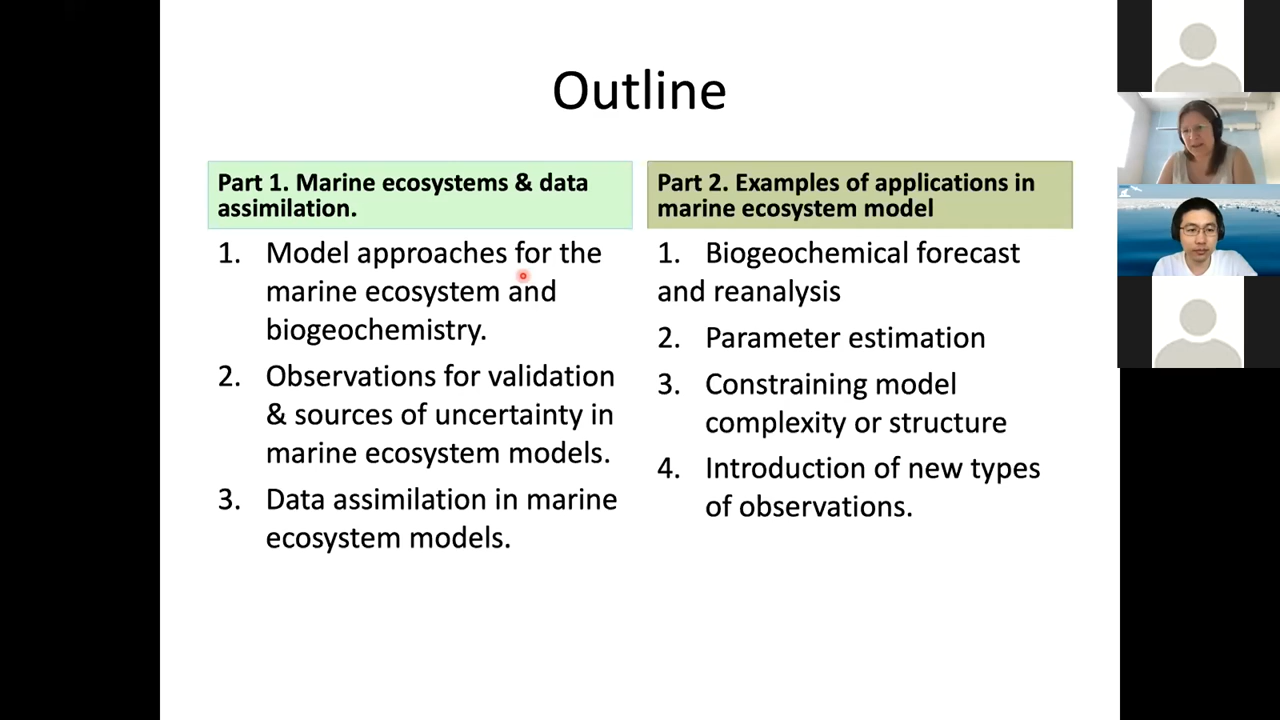 Outline
Part 1. Marine ecosystems & data
assimilation.
1. Model approaches for the
marine ecosystem and
biogeochemistry.
2. Observations for validation
& sources of uncertainty in
marine ecosystem models.
3. Data assimilation in marine
ecosystem models.
Part 2. Examples of applications in
marine ecosystem model
1. Biogeochemical forecast
and reanalysis
2. Parameter estimation
3. Constraining model
complexity or structure
4. Introduction of new types
of observations.